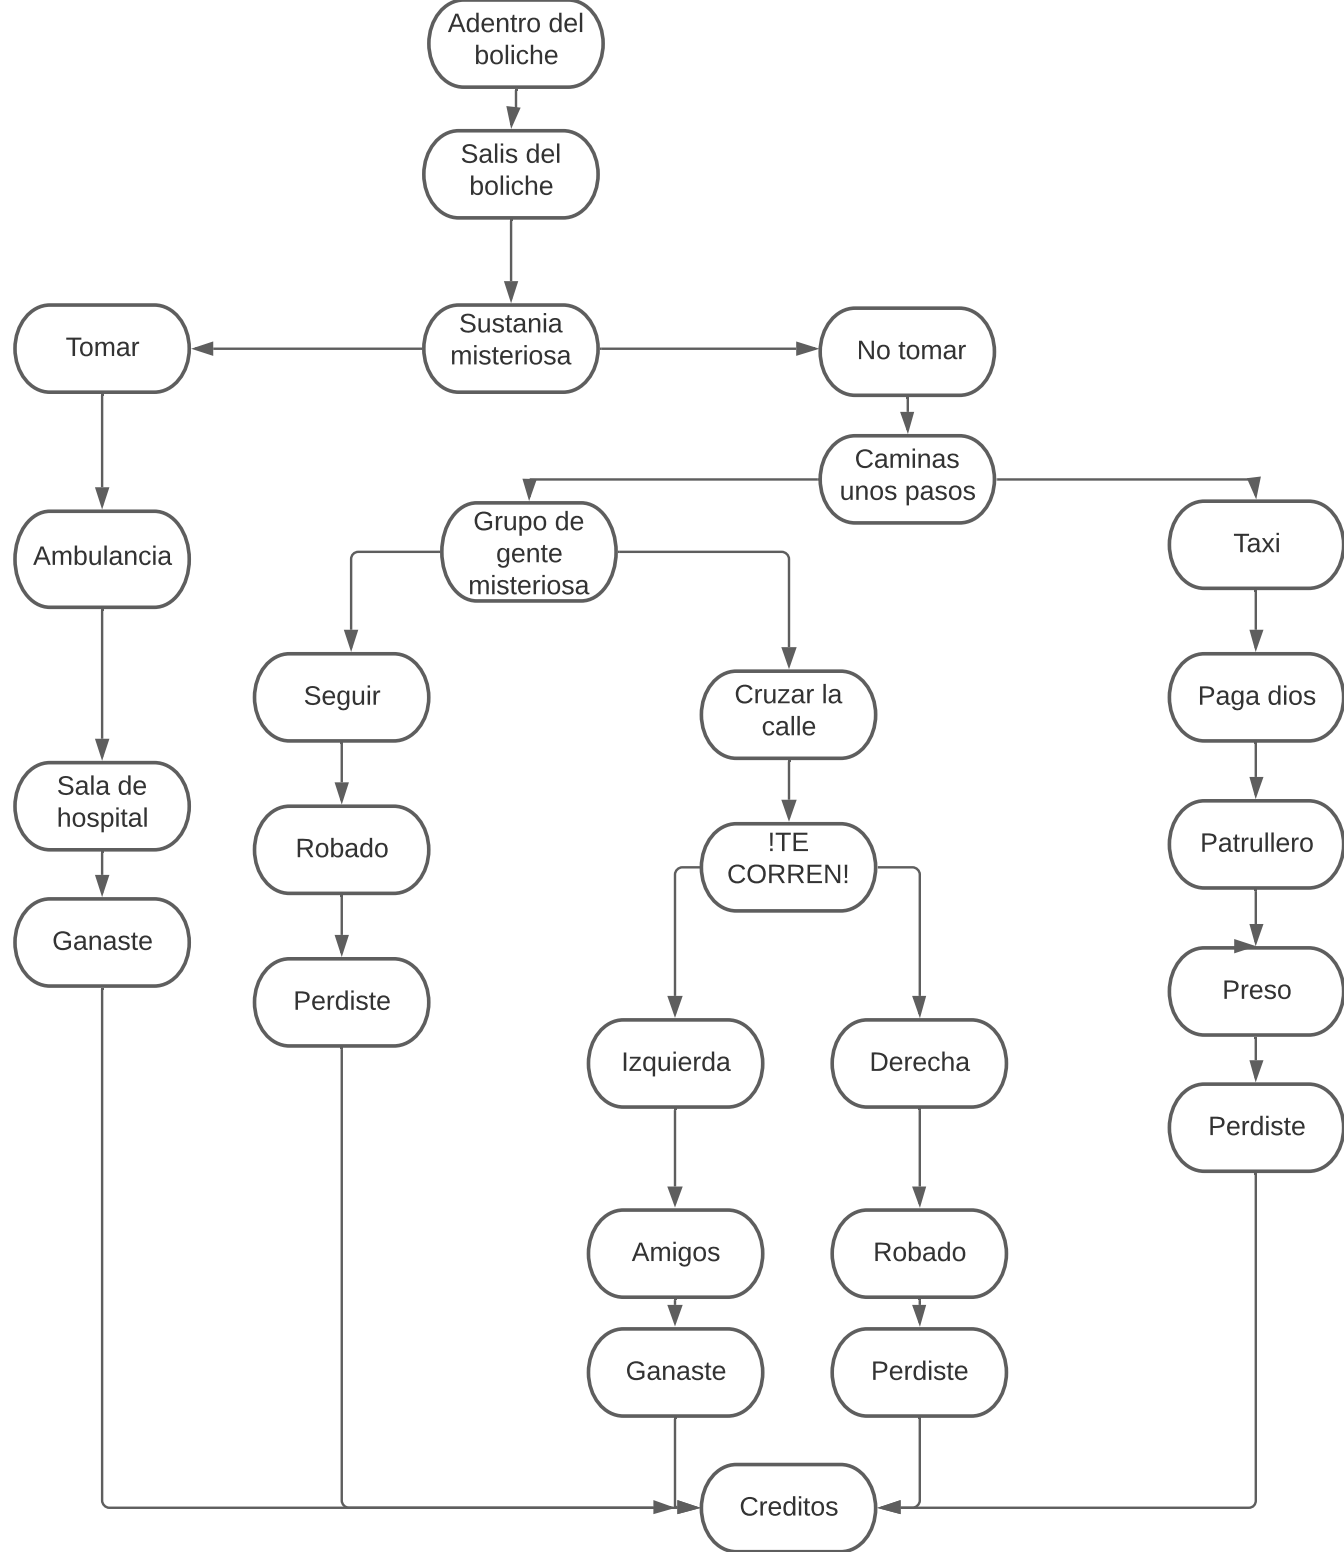 Adentro del
boliche
Salis del
boliche
Sustania
misteriosa
Tomar
No tomar
Caminas
unos pasos
Grupo de
gente
misteriosa
Taxi
Ambulancia
Seguir
Cruzar la
calle
Paga dios
Sala de
hospital
Robado
!TE
CORREN!
Patrullero
Ganaste
Perdiste
Preso
Izquierda
Derecha
Perdiste
Amigos
Robado
Ganaste
Perdiste
Creditos